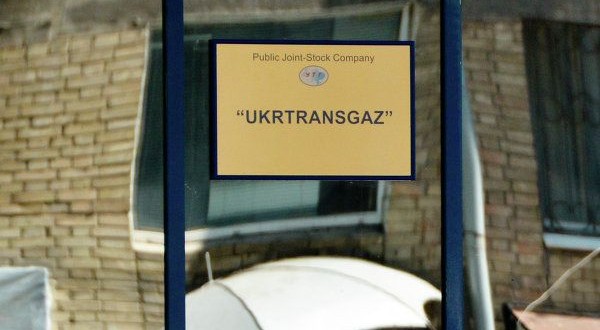 Public Joint-Stock Company
“UKRTRANSGAZ”